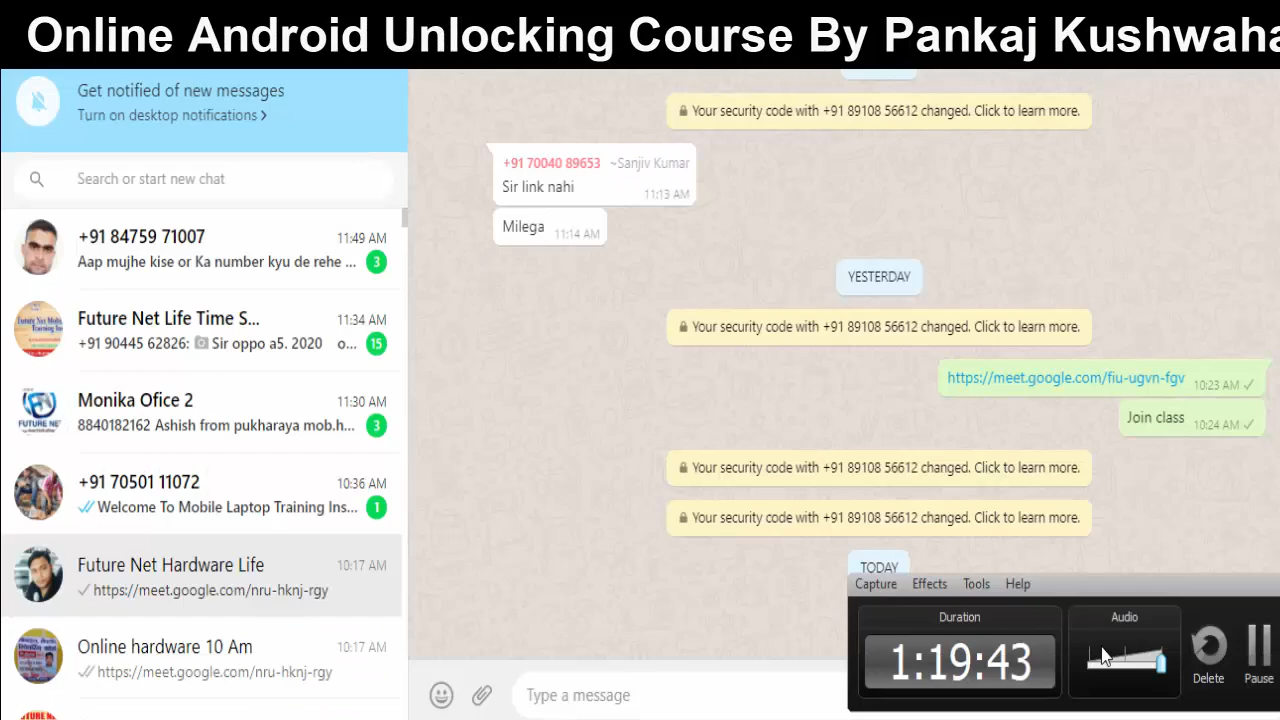 Online Android Unlocking Course By Pankaj Kushwaha
Get notified of new messages
Turn on desktop notifications >
Search or start new chat
+91 84759 71007
11:49 AM
Aap mujhe kise or Ka number kyu de rehe ...
3
Future Net Life Time S...
11:34 AM
+91 90445 62826: Sir oppo a5. 2020 o...
15
Monika Ofice 2
11:30 AM
8840182162 Ashish from pukharaya mob.h...
3
+91 70501 11072
10:36 AM
Welcome To Mobile Laptop Training Ins...
1
Future Net Hardware Life
10:17 AM
https://meet.google.com/nru-hknj-rgy
Online hardware 10 Am
10:17 AM
https://meet.google.com/nru-hknj-rgy
Your security code with +91 89108 56612 changed. Click to learn more.
+91 70040 89653 ~Sanjiv Kumar
Sir link nahi
11:13 AM
Milega
11:14 AM
YESTERDAY
Your security code with +91 89108 56612 changed. Click to learn more.
https://meet.google.com/fiu-ugvn-fgv
10:23 AM
Join class
10:24 AM
Your security code with +91 89108 56612 changed. Click to learn more.
Your security code with +91 89108 56612 changed. Click to learn more.
TODAY
Type a message
Capture Effects Tools Help
Duration
1:19:43
Audio
Delete
Pause